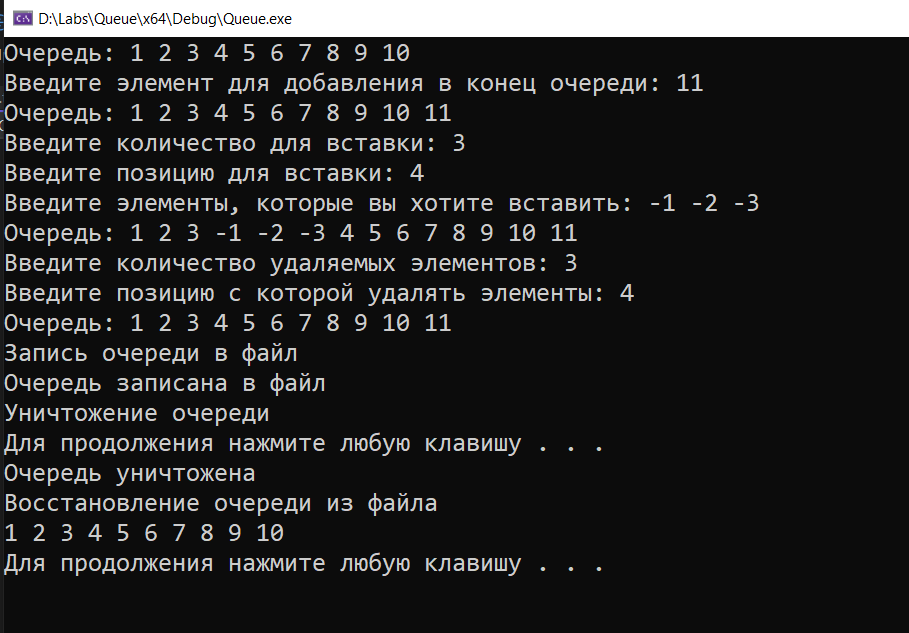 D:\Labs\Queue\x64\Debug\Queue.exe
Очередь: 1 2 3 4 5 6 7 8 9 10
Введите элемент для добавления в конец очереди: 11
Очередь: 1 2 3 4 5 6 7 8 9 10 11
Введите количество для вставки: 3
Введите позицию для вставки: 4
Введите элементы, которые вы хотите вставить: -1 -2 -3
Очередь: 1 2 3 -1 -2 -3 4 5 6 7 8 9 10 11
Введите количество удаляемых элементов: 3
Введите позицию с которой удалять элементы: 4
Очередь: 1 2 3 4 5 6 7 8 9 10 11
Запись очереди в файл
Очередь записана в файл
Уничтожение очереди
Для продолжения нажмите любую клавишу . . .
Очередь уничтожена
Восстановление очереди из файла
1 2 3 4 5 6 7 8 9 10
Для продолжения нажмите любую клавишу . . .